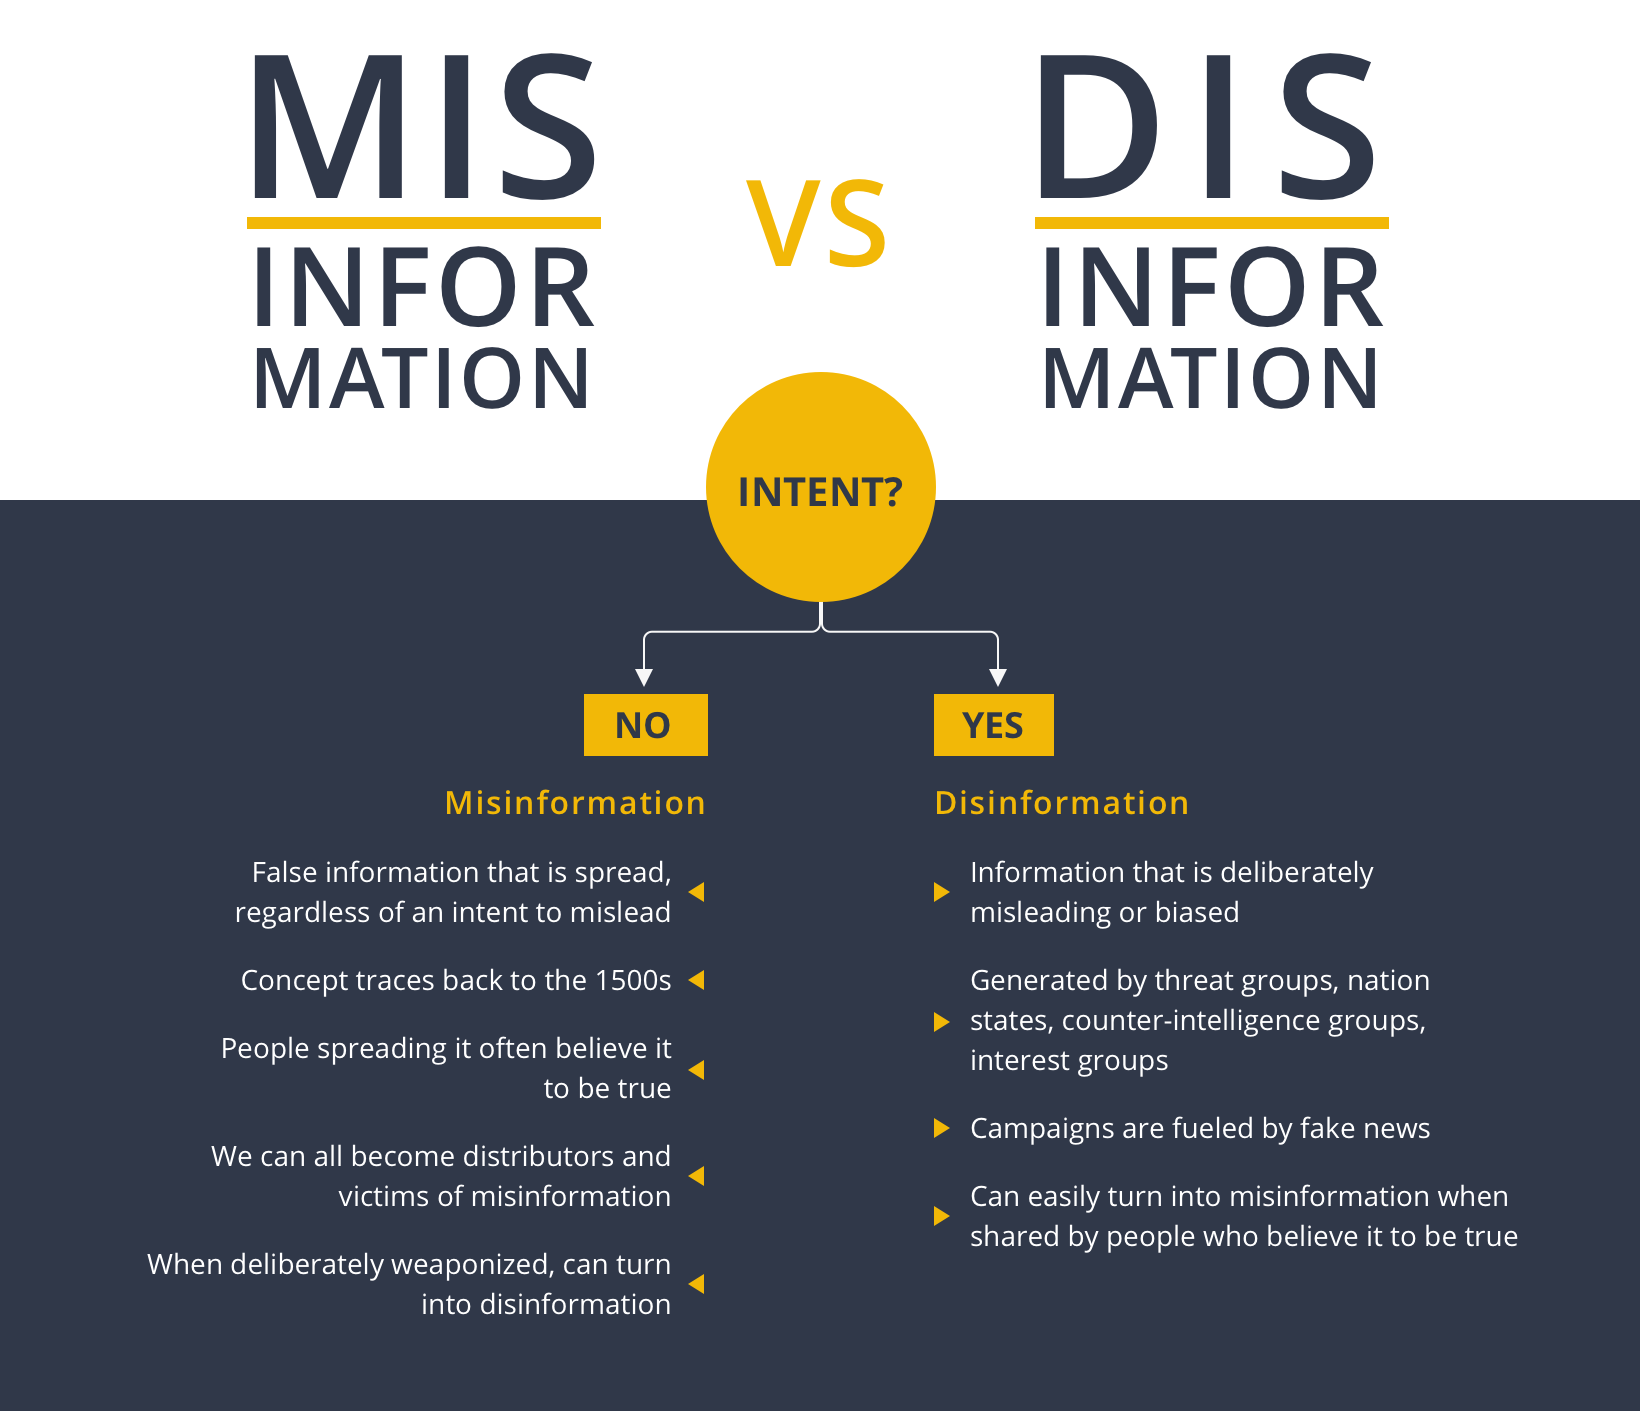 MIS
INFOR
MATION
VS
DIS
INFOR
MATION
INTENT?
NO
Misinformation
False information that is spread,
regardless of an intent to mislead
Concept traces back to the 1500s
People spreading it often believe it
to be true
We can all become distributors and
victims of misinformation
When deliberately weaponized, can turn
into disinformation
YES
Disinformation
Information that is deliberately
misleading or biased
Generated by threat groups, nation
states, counter-intelligence groups,
interest groups
Campaigns are fueled by fake news
Can easily turn into misinformation when
shared by people who believe it to be true